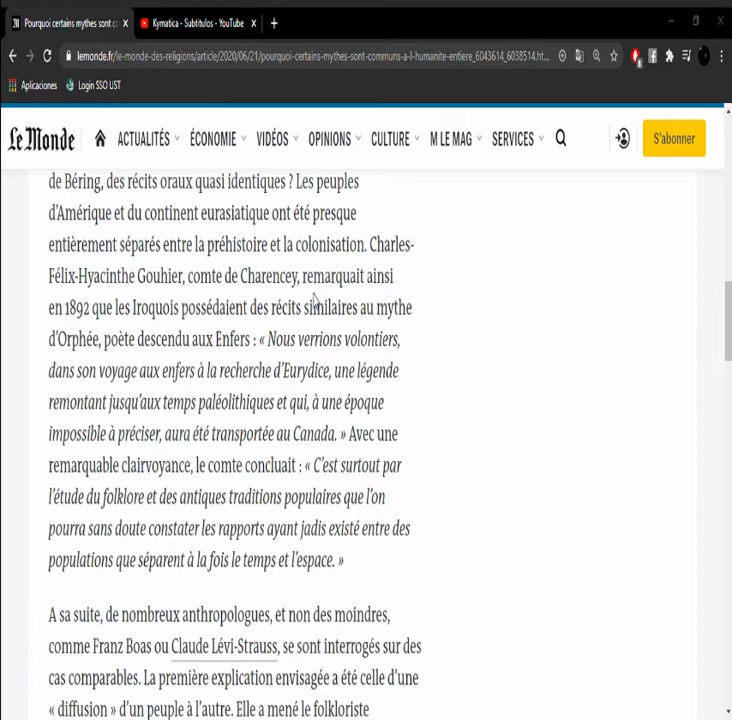 Pourquoi certains mythes sont c
Kymatica - Subtítulos - YouTube
lemonde.fr/le-monde-des-religions/article/2020/06/21/pourquoi-certains-mythes-sont-communs-a-l-humanite-entiere_6043614_6038514.ht...
Aplicaciones Login SSO UST
Le Monde ACTUALITÉS ÉCONOMIE VIDÉOS OPINIONS CULTURE M LE MAG SERVICES S'abonner
de Béring, des récits oraux quasi identiques ? Les peuples
d'Amérique et du continent eurasiatique ont été presque
entièrement séparés entre la préhistoire et la colonisation. Charles-
Félix-Hyacinthe Gouhier, comte de Charencey, remarquait ainsi
en 1892 que les Iroquois possédaient des récits similaires au mythe
d'Orphée, poète descendu aux Enfers : « Nous verrions volontiers,
dans son voyage aux enfers à la recherche d'Eurydice, une légende
remontant jusqu'aux temps paléolithiques et qui, à une époque
impossible à préciser, aura été transportée au Canada. » Avec une
remarquable clairvoyance, le comte concluait : « C'est surtout par
l'étude du folklore et des antiques traditions populaires que l'on
pourra sans doute constater les rapports ayant jadis existé entre des
populations que séparent à la fois le temps et l'espace. »
A sa suite, de nombreux anthropologues, et non des moindres,
comme Franz Boas ou Claude Lévi-Strauss, se sont interrogés sur des
cas comparables. La première explication envisagée a été celle d'une
« diffusion » d'un peuple à l'autre. Elle a mené le folkloriste